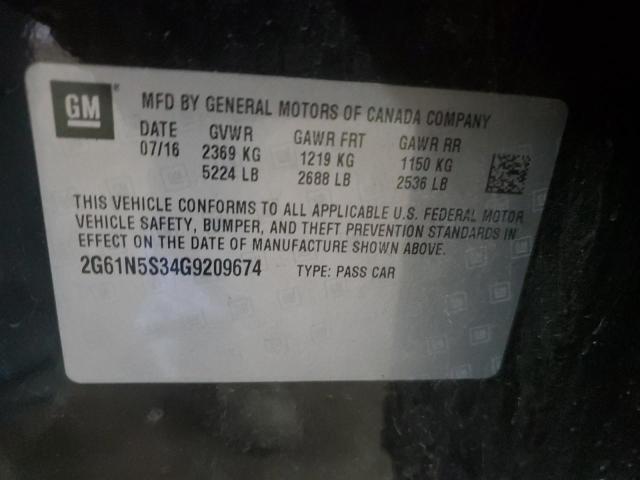 GM
MFD BY GENERAL MOTORS OF CANADA COMPANY
DATE GVWR GAWR FRT GAWR RR
07/16 2369 KG 1219 KG 1150 KG
5224 LB 2688 LB 2536 LB
THIS VEHICLE CONFORMS TO ALL APPLICABLE U.S. FEDERAL MOTOR
VEHICLE SAFETY, BUMPER, AND THEFT PREVENTION STANDARDS IN
EFFECT ON THE DATE OF MANUFACTURE SHOWN ABOVE.
2G61N5S34G9209674 TYPE: PASS CAR